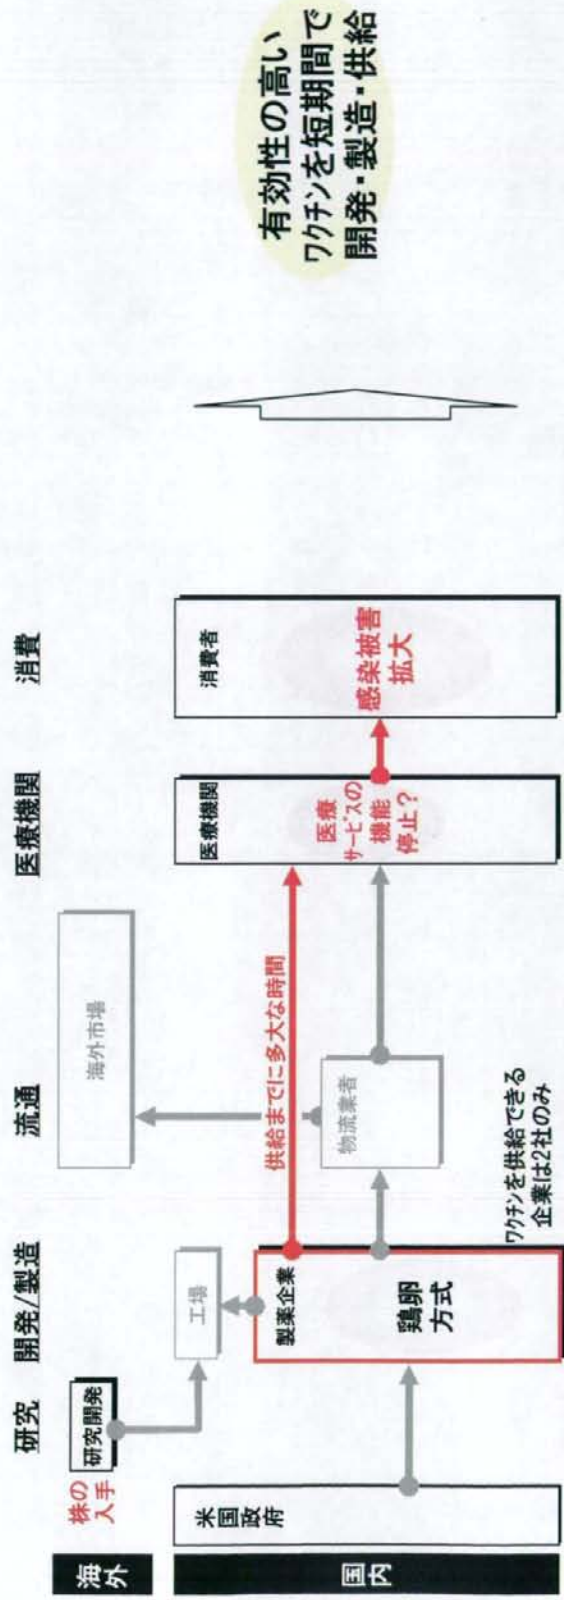 研究
開発/製造
流通
医療機関
消費
海外
株の
入手
研究開発
海外市場
国内
米国政府
工場
製薬企業
鶏卵
方式
供給までに多大な時間
物流業者
ワクチンを供給できる
企業は2社のみ
医療機関
医療
サービスの
機能
停止?
消費者
感染被害
拡大
有効性の高い
ワクチンを短期間で
開発・製造・供給